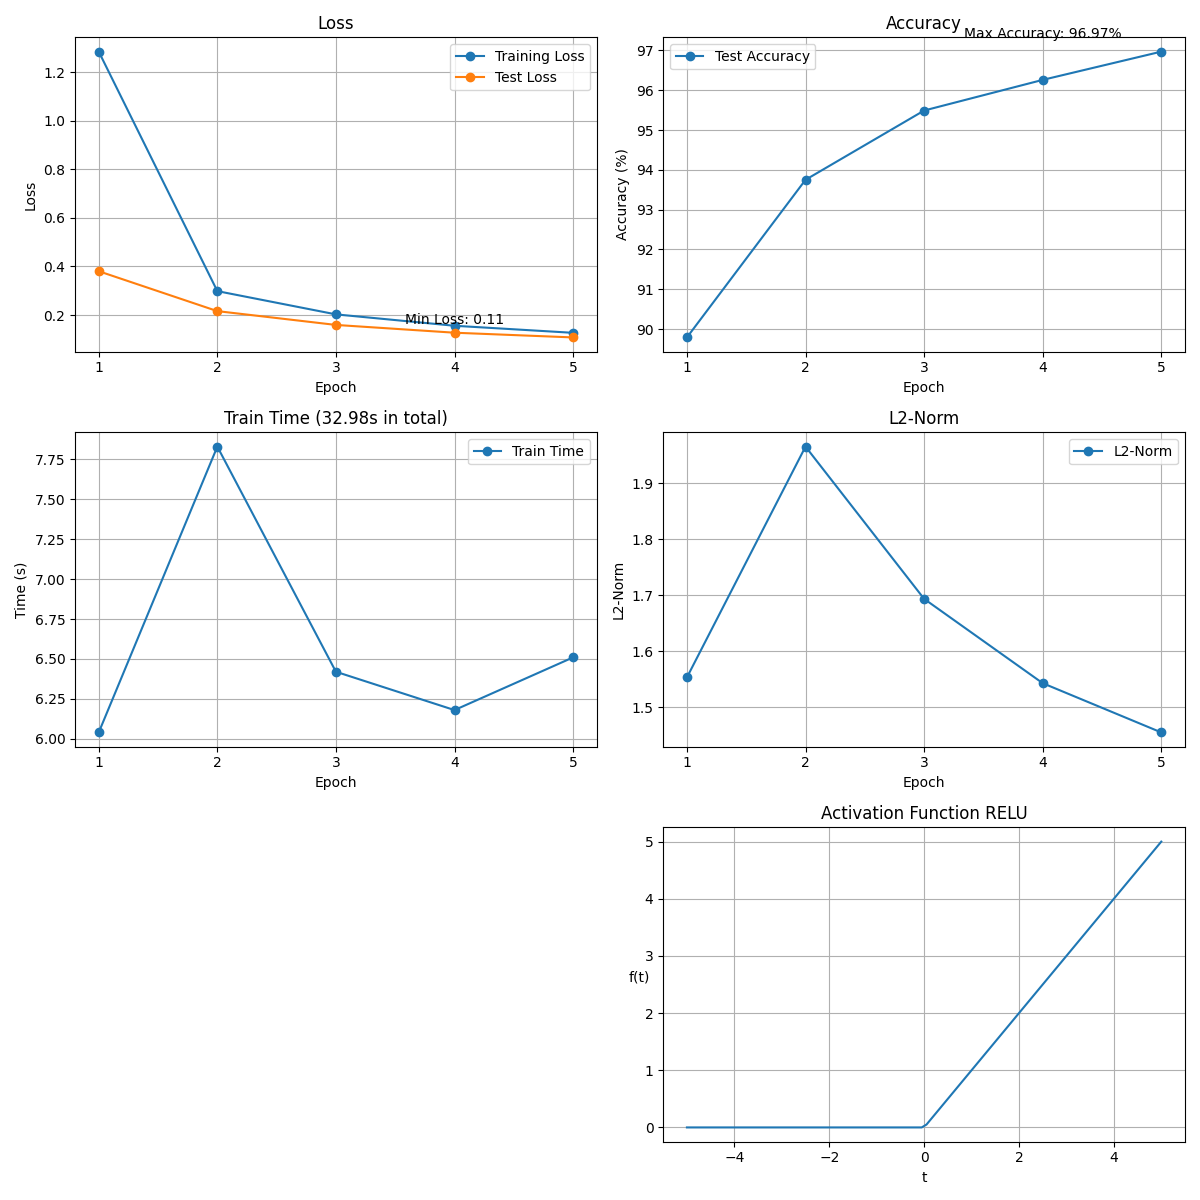 Loss
Training Loss
Test Loss
Min Loss: 0.11
Loss
1.2
1.0
0.8
0.6
0.4
0.2
1 2 3 4 5
Epoch
Accuracy
Max Accuracy: 96.97%
Test Accuracy
Accuracy (%)
97
96
95
94
93
92
91
90
1 2 3 4 5
Epoch
Train Time (32.98s in total)
Train Time
Time (s)
7.75
7.50
7.25
7.00
6.75
6.50
6.25
6.00
1 2 3 4 5
Epoch
L2-Norm
L2-Norm
L2-Norm
1.9
1.8
1.7
1.6
1.5
1 2 3 4 5
Epoch
Activation Function RELU
f(t)
5
4
3
2
1
0
−4 −2 0 2 4
t